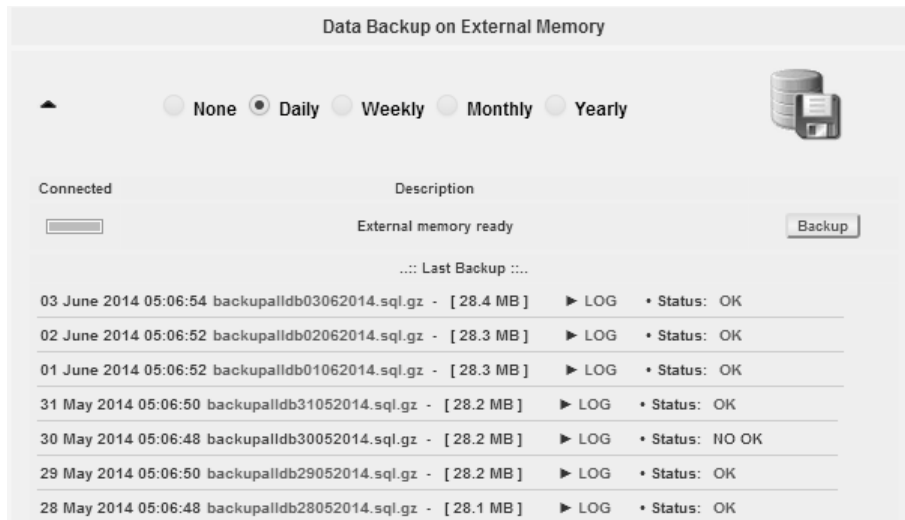 Data Backup on External Memory
None Daily Weekly Monthly Yearly
Connected Description
External memory ready Backup
..:: Last Backup ::..
03 June 2014 05:06:54 backupalldb03062014.sql.gz - [ 28.4 MB ] ► LOG • Status: OK
02 June 2014 05:06:52 backupalldb02062014.sql.gz - [ 28.3 MB ] ► LOG • Status: OK
01 June 2014 05:06:52 backupalldb01062014.sql.gz - [ 28.3 MB ] ► LOG • Status: OK
31 May 2014 05:06:50 backupalldb31052014.sql.gz - [ 28.2 MB ] ► LOG • Status: OK
30 May 2014 05:06:48 backupalldb30052014.sql.gz - [ 28.2 MB ] ► LOG • Status: NO OK
29 May 2014 05:06:50 backupalldb29052014.sql.gz - [ 28.2 MB ] ► LOG • Status: OK
28 May 2014 05:06:48 backupalldb28052014.sql.gz - [ 28.1 MB ] ► LOG • Status: OK